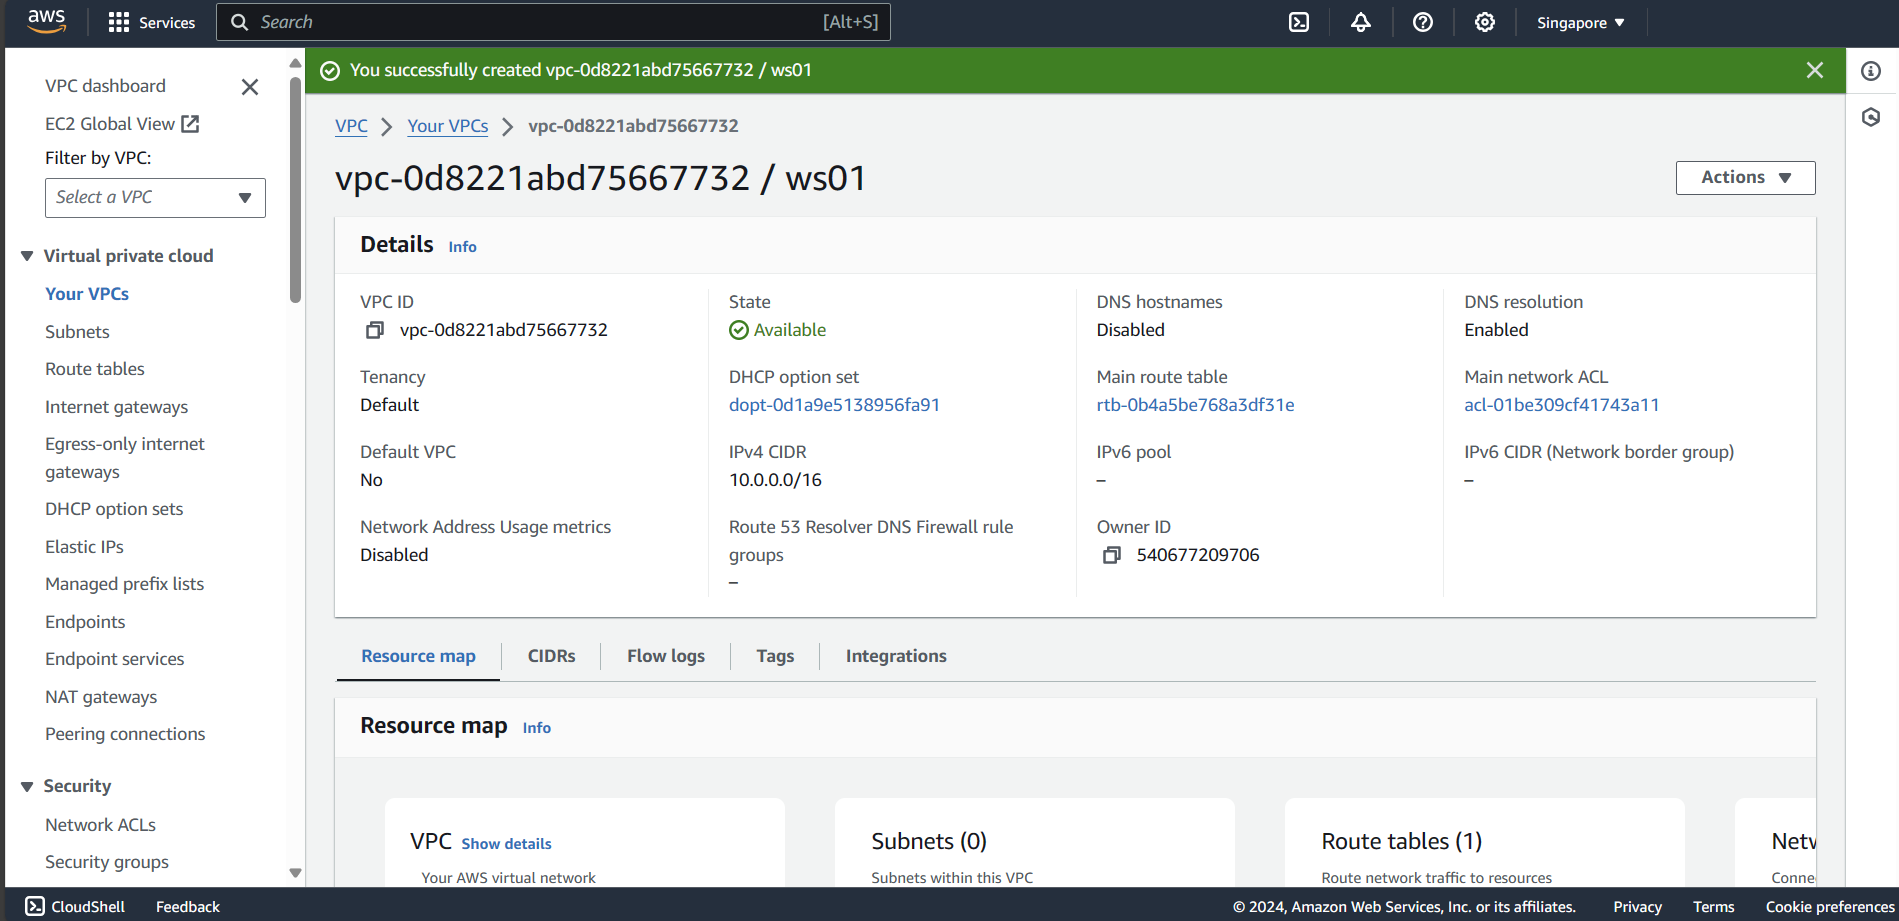 aws
Services
Search
[Alt+S]
Singapore
VPC dashboard
EC2 Global View
Filter by VPC:
Select a VPC
Virtual private cloud
Your VPCs
Subnets
Route tables
Internet gateways
Egress-only internet
gateways
DHCP option sets
Elastic IPs
Managed prefix lists
Endpoints
Endpoint services
NAT gateways
Peering connections
Security
Network ACLs
Security groups
You successfully created vpc-0d8221abd75667732 / ws01
VPC
Your VPCs
vpc-0d8221abd75667732
vpc-0d8221abd75667732 / ws01
Actions
Details Info
VPC ID
vpc-0d8221abd75667732
State
Available
DNS hostnames
Disabled
DNS resolution
Enabled
Tenancy
Default
DHCP option set
dopt-0d1a9e5138956fa91
Main route table
rtb-0b4a5be768a3df31e
Main network ACL
acl-01be309cf41743a11
Default VPC
No
IPv4 CIDR
10.0.0.0/16
IPv6 pool
–
IPv6 CIDR (Network border group)
–
Network Address Usage metrics
Disabled
Route 53 Resolver DNS Firewall rule
groups
–
Owner ID
540677209706
Resource map
CIDRs
Flow logs
Tags
Integrations
Resource map Info
VPC Show details
Your AWS virtual network
Subnets (0)
Subnets within this VPC
Route tables (1)
Route network traffic to resources
CloudShell
Feedback
© 2024, Amazon Web Services, Inc. or its affiliates.
Privacy
Terms
Cookie preferences